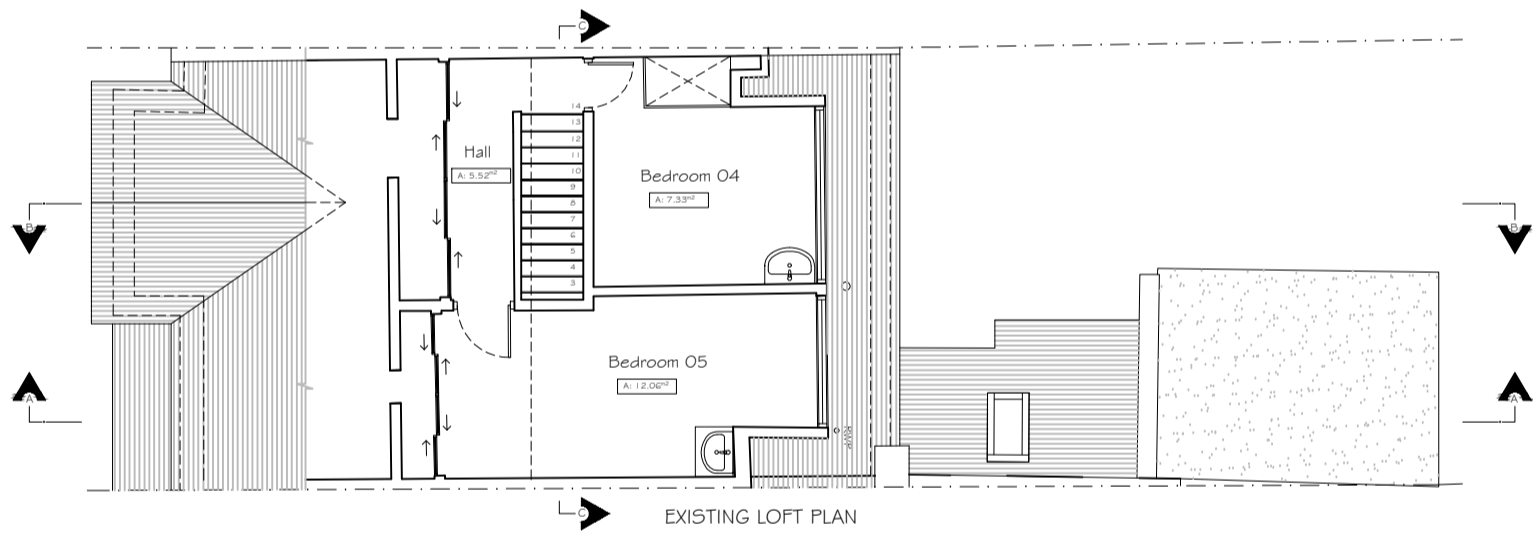 C
14
13
12
11
10
9
8
7
6
5
4
3
Hall
A: 5.52m²
Bedroom 04
A: 7.33m²
B
B
Bedroom 05
A: 12.06m²
A
A
RWP
C
EXISTING LOFT PLAN